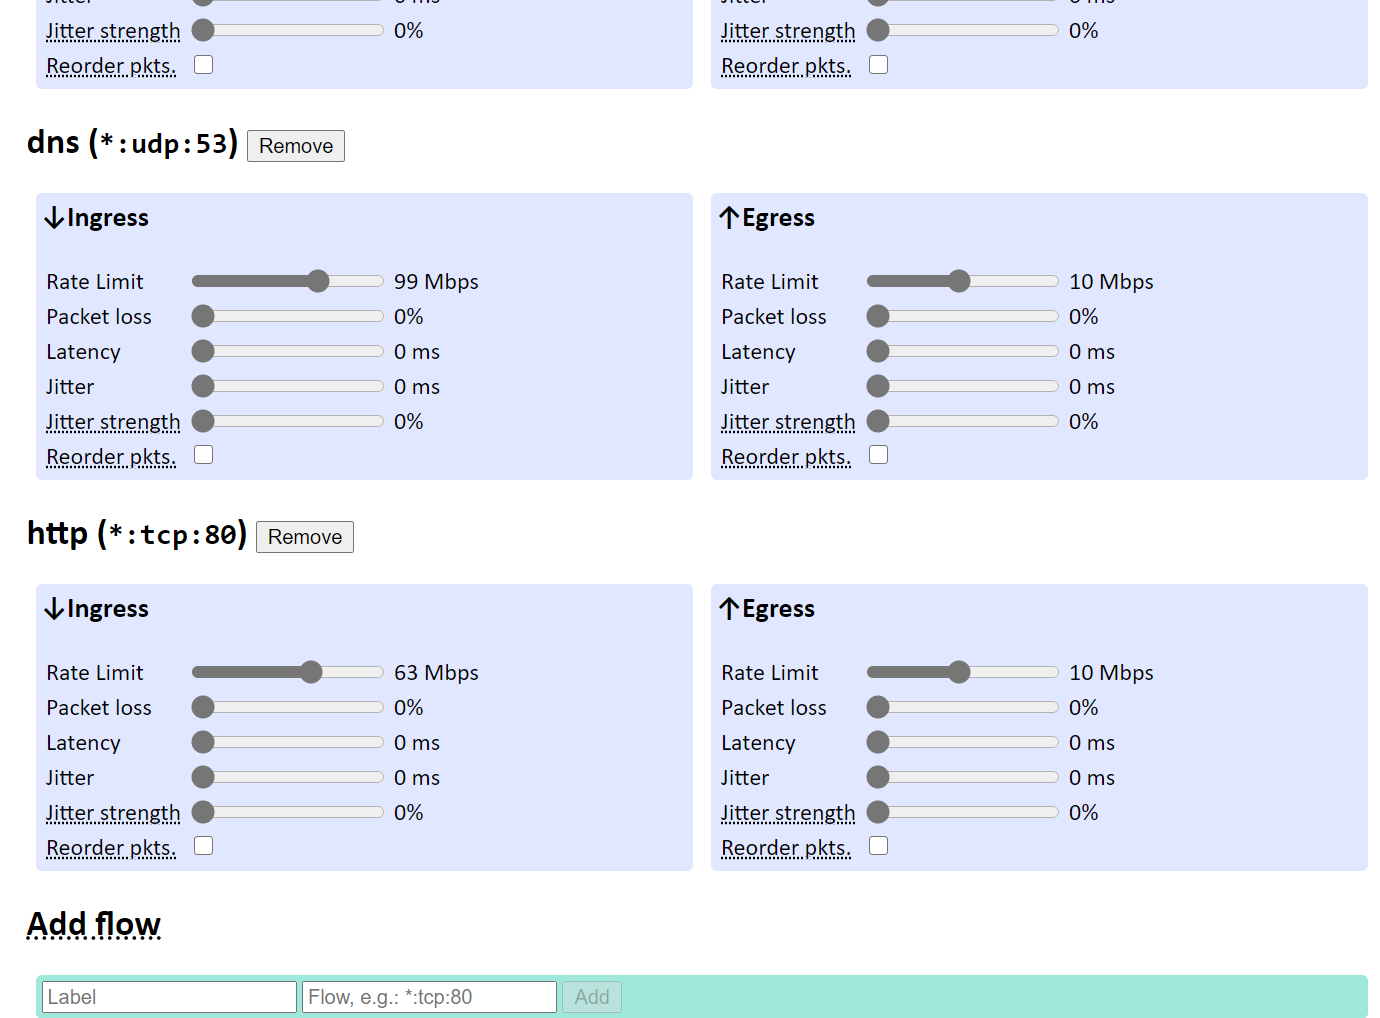 Jitter strength 0% Jitter strength 0%
Reorder pkts. Reorder pkts.
dns (*:udp:53) Remove
↓Ingress ↑Egress
Rate Limit 99 Mbps Rate Limit 10 Mbps
Packet loss 0% Packet loss 0%
Latency 0 ms Latency 0 ms
Jitter 0 ms Jitter 0 ms
Jitter strength 0% Jitter strength 0%
Reorder pkts. Reorder pkts.
http (*:tcp:80) Remove
↓Ingress ↑Egress
Rate Limit 63 Mbps Rate Limit 10 Mbps
Packet loss 0% Packet loss 0%
Latency 0 ms Latency 0 ms
Jitter 0 ms Jitter 0 ms
Jitter strength 0% Jitter strength 0%
Reorder pkts. Reorder pkts.
Add flow
Label Flow, e.g.: *:tcp:80 Add